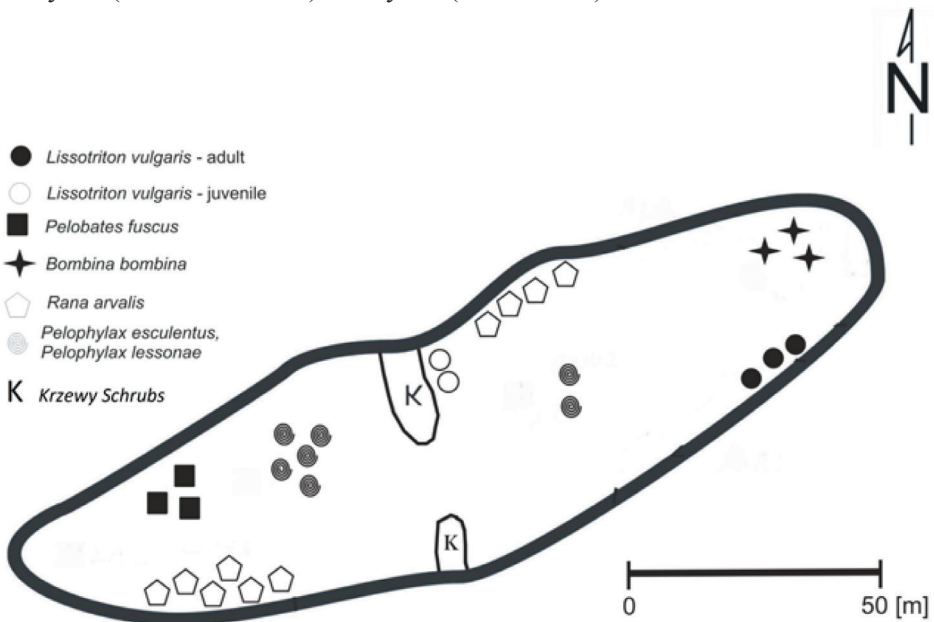 N
Lissotriton vulgaris - adult
Lissotriton vulgaris - juvenile
Pelobates fuscus
Bombina bombina
Rana arvalis
Pelophylax esculentus,
Pelophylax lessonae
K Krzewy Schrubs
K
K
0 50 [m]